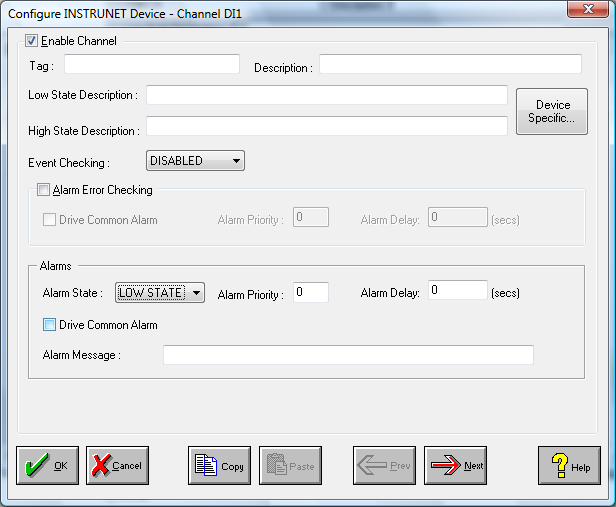 Configure INSTRUNET Device - Channel DI1
Enable Channel
Tag : Description :
Low State Description :
High State Description :
Device Specific...
Event Checking : DISABLED
Alarm Error Checking
Drive Common Alarm Alarm Priority : 0 Alarm Delay: 0 (secs)
Alarms
Alarm State : LOW STATE Alarm Priority : 0 Alarm Delay: 0 (secs)
Drive Common Alarm
Alarm Message :
OK Cancel Copy Paste Prev Next Help